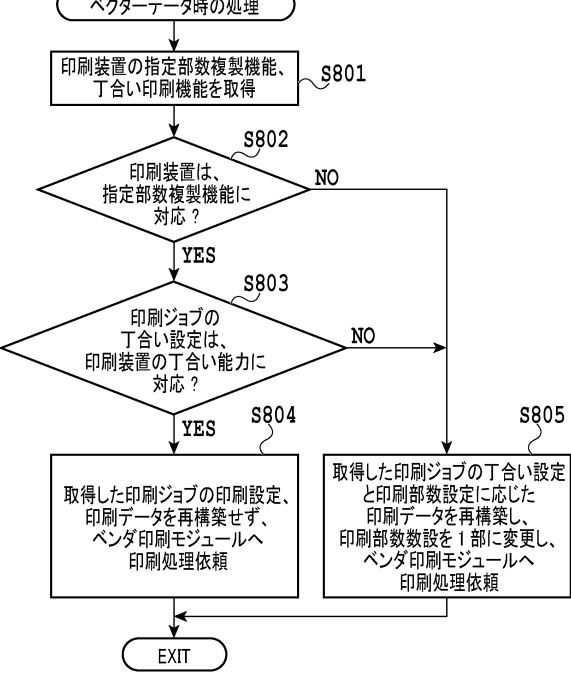 ベクターデータ時の処理
印刷装置の指定部数複製機能、
丁合い印刷機能を取得
S801
S802
印刷装置は、
指定部数複製機能に
対応？
NO
YES
S803
印刷ジョブの
丁合い設定は、
印刷装置の丁合い能力に
対応？
NO
YES
S804
取得した印刷ジョブの印刷設定、
印刷データを再構築せず、
ベンダ印刷モジュールへ
印刷処理依頼
S805
取得した印刷ジョブの丁合い設定
と印刷部数設定に応じた
印刷データを再構築し、
印刷部数数設を１部に変更し、
ベンダ印刷モジュールへ
印刷処理依頼
EXIT